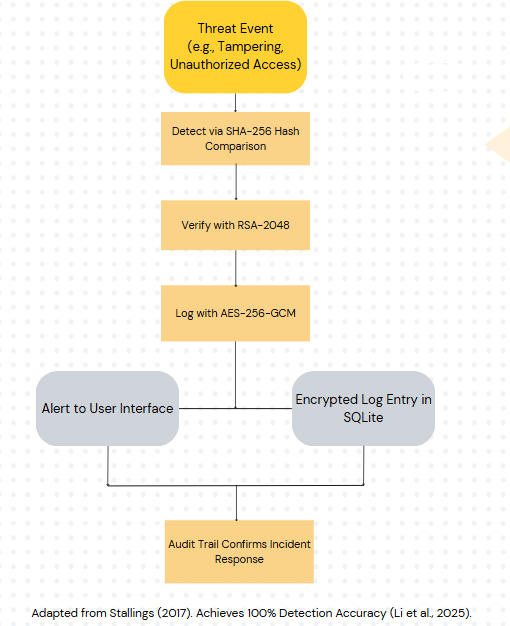 Threat Event
(e.g., Tampering,
Unauthorized Access)
Detect via SHA-256 Hash
Comparison
Verify with RSA-2048
Log with AES-256-GCM
Alert to User Interface
Encrypted Log Entry in
SQLite
Audit Trail Confirms Incident
Response
Adapted from Stallings (2017). Achieves 100% Detection Accuracy (Li et al., 2025).